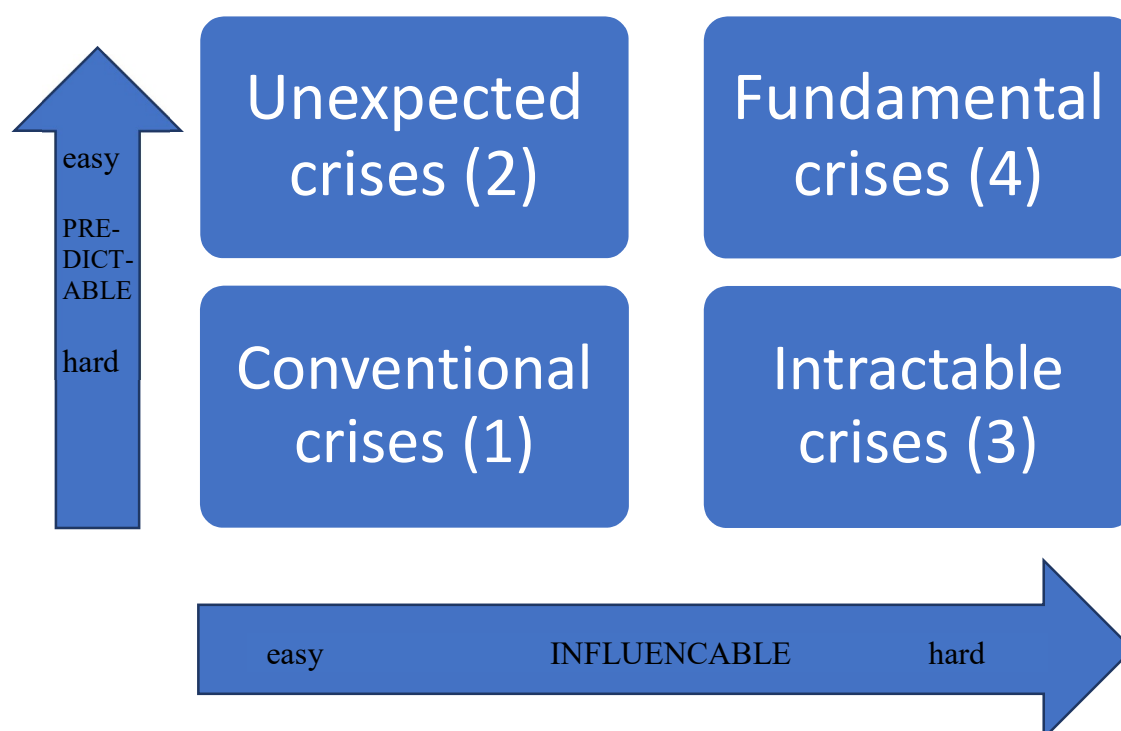 easy
PRE-
DICT-
ABLE
hard
Unexpected
crises (2)
Fundamental
crises (4)
Conventional
crises (1)
Intractable
crises (3)
easy INFLUENCABLE hard